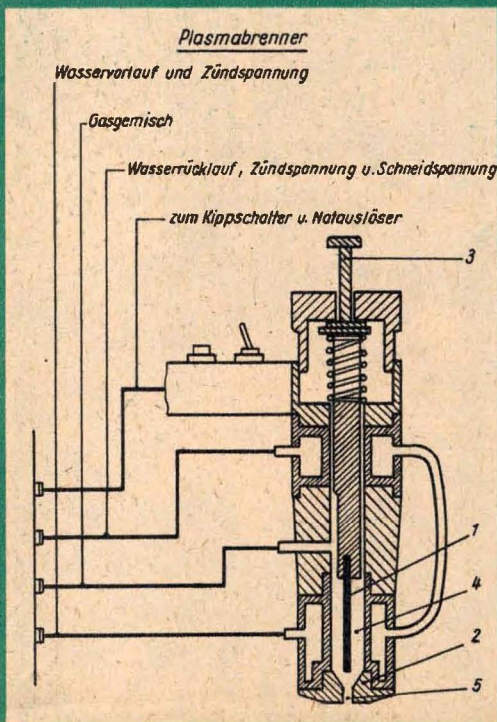 Plasmabrenner
Wasservorlauf und Zündspannung
Gasgemisch
Wasserrücklauf, Zündspannung u. Schneidspannung
zum Kippschalter u. Notauslöser
3
1
4
2
5